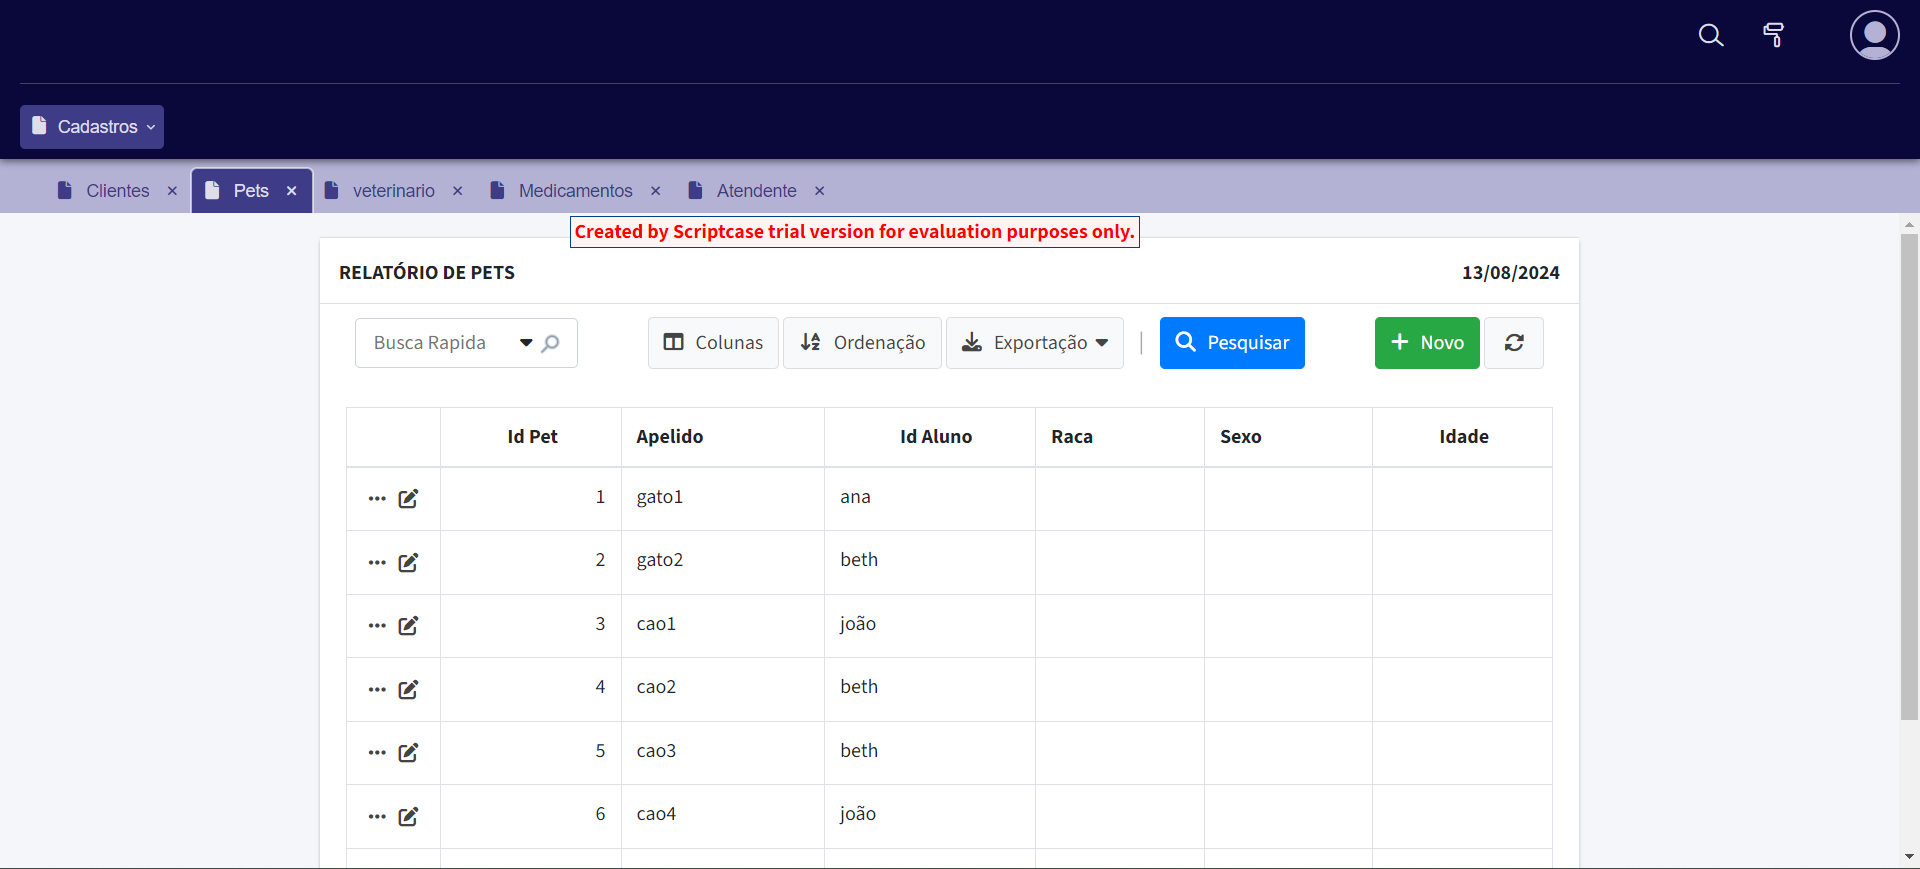 Cadastros
Clientes Pets veterinario Medicamentos Atendente
Created by Scriptcase trial version for evaluation purposes only.
RELATÓRIO DE PETS 13/08/2024
Busca Rapida Colunas Ordenação Exportação | Pesquisar Novo
Id Pet Apelido Id Aluno Raca Sexo Idade
1 gato1 ana
2 gato2 beth
3 cao1 joão
4 cao2 beth
5 cao3 beth
6 cao4 joão